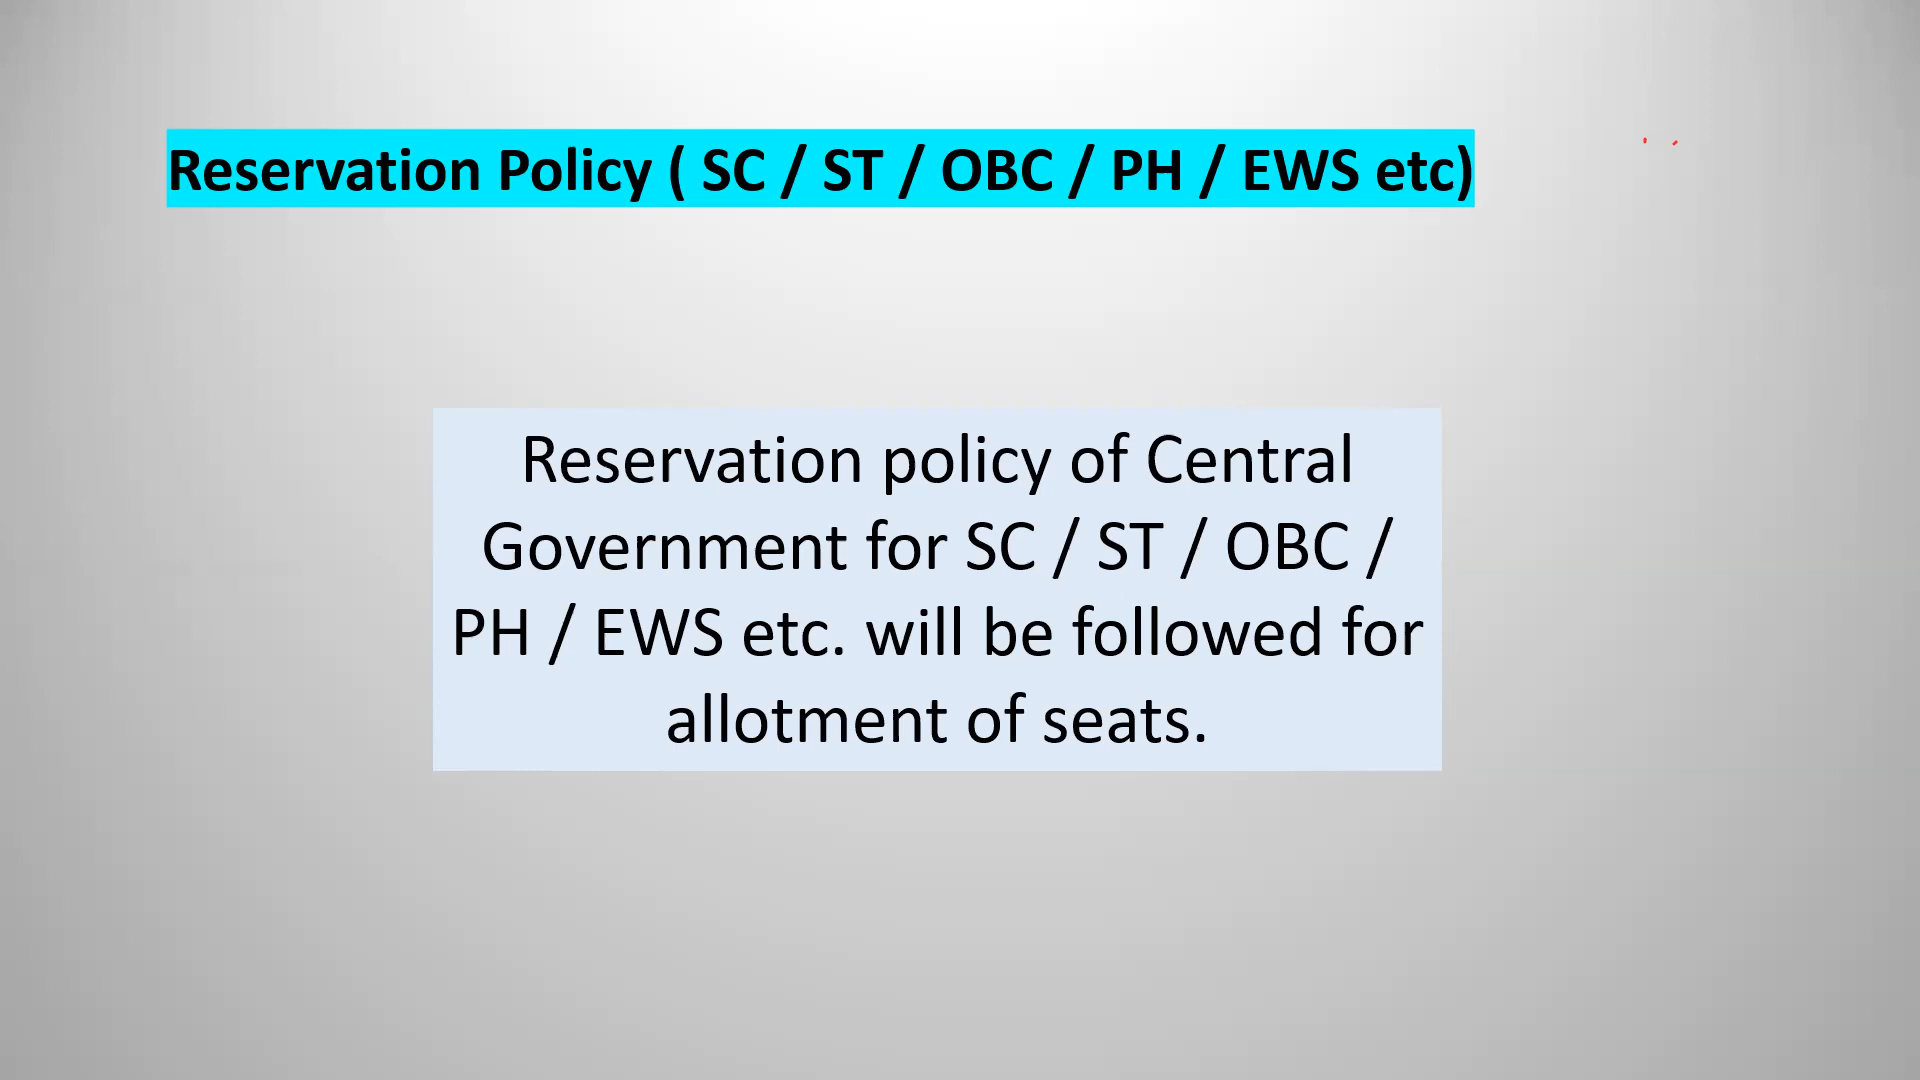 Reservation Policy ( SC / ST / OBC / PH / EWS etc)
Reservation policy of Central
Government for SC / ST / OBC /
PH / EWS etc. will be followed for
allotment of seats.